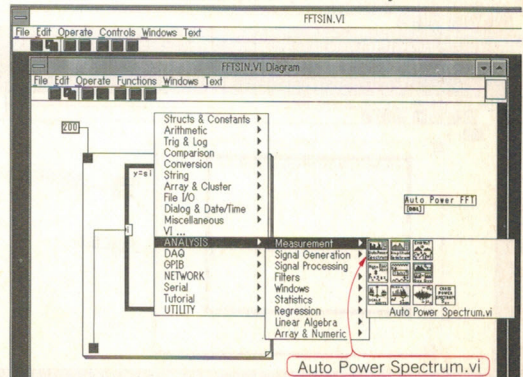 FFTSIN.VI
File Edit Operate Controls Windows Text
FFTSIN.VI Diagram
File Edit Operate Functions Windows Text
200
y=si
Structs & Constants
Arithmetic
Trig & Log
Comparison
Conversion
String
Array & Cluster
File I/O
Dialog & Date/Time
Miscellaneous
VI ...
ANALYSIS
DAQ
GPIB
NETWORK
Serial
Tutorial
UTILITY
Measurement
Signal Generation
Signal Processing
Filters
Windows
Statistics
Regression
Linear Algebra
Array & Numeric
Auto Power FFT
[DBL]
Auto Power Spectrum.vi
Auto Power Spectrum.vi